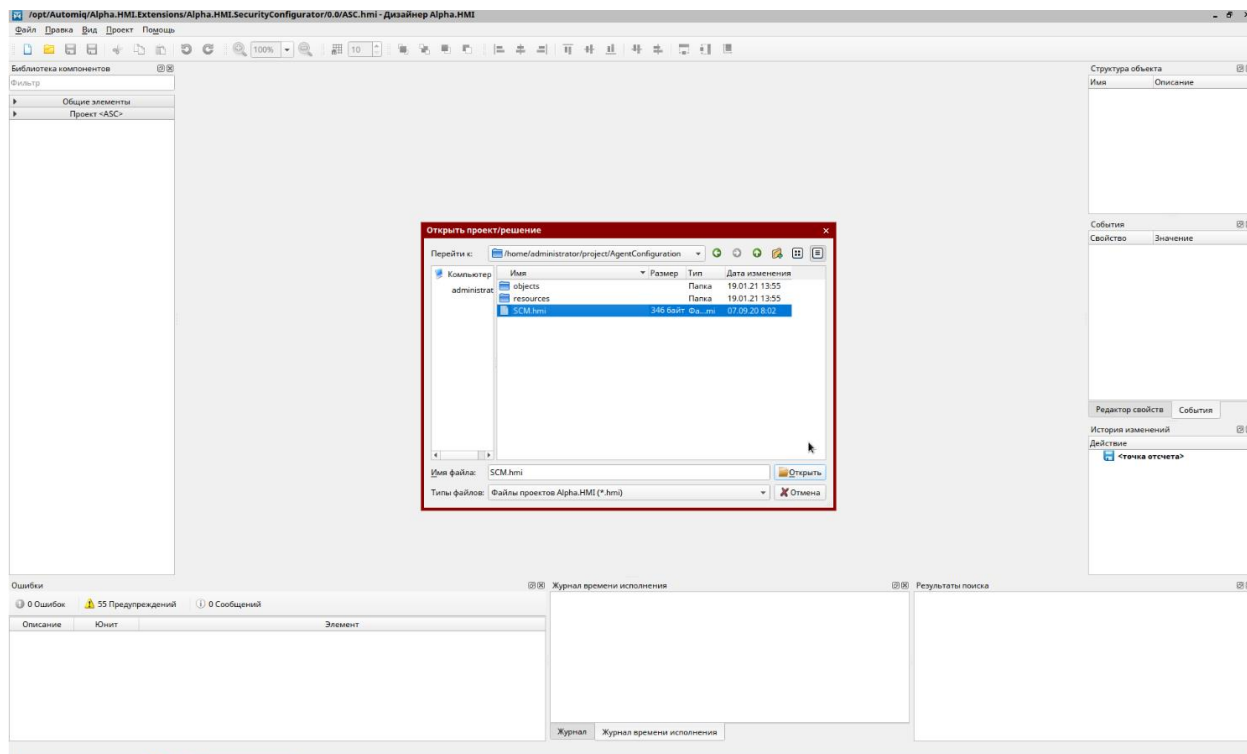 /opt/Automiq/Alpha.HMI.Extensions/Alpha.HMI.SecurityConfigurator/0.0/ASC.hmi - Дизайнер Alpha.HMI
Файл Правка Вид Проект Помощь
100% 10
Библиотека компонентов
Фильтр
Общие элементы
Проект <ASC>
Структура объекта
Имя Описание
События
Свойство Значение
Редактор свойств События
История изменений
Действие
<точка отсчета>
Открыть проект/решение
Перейти к: /home/administrator/project/AgentConfiguration
Компьютер
administrat
Имя Размер Тип Дата изменения
objects Папка 19.01.21 13:55
resources Папка 19.01.21 13:55
SCM.hmi 346 байт Фа...mi 07.09.20 8:02
Имя файла: SCM.hmi Открыть
Типы файлов: Файлы проектов Alpha.HMI (*.hmi) Отмена
Ошибки
0 Ошибок 55 Предупреждений 0 Сообщений
Описание Юнит Элемент
Журнал времени исполнения
Журнал Журнал времени исполнения
Результаты поиска